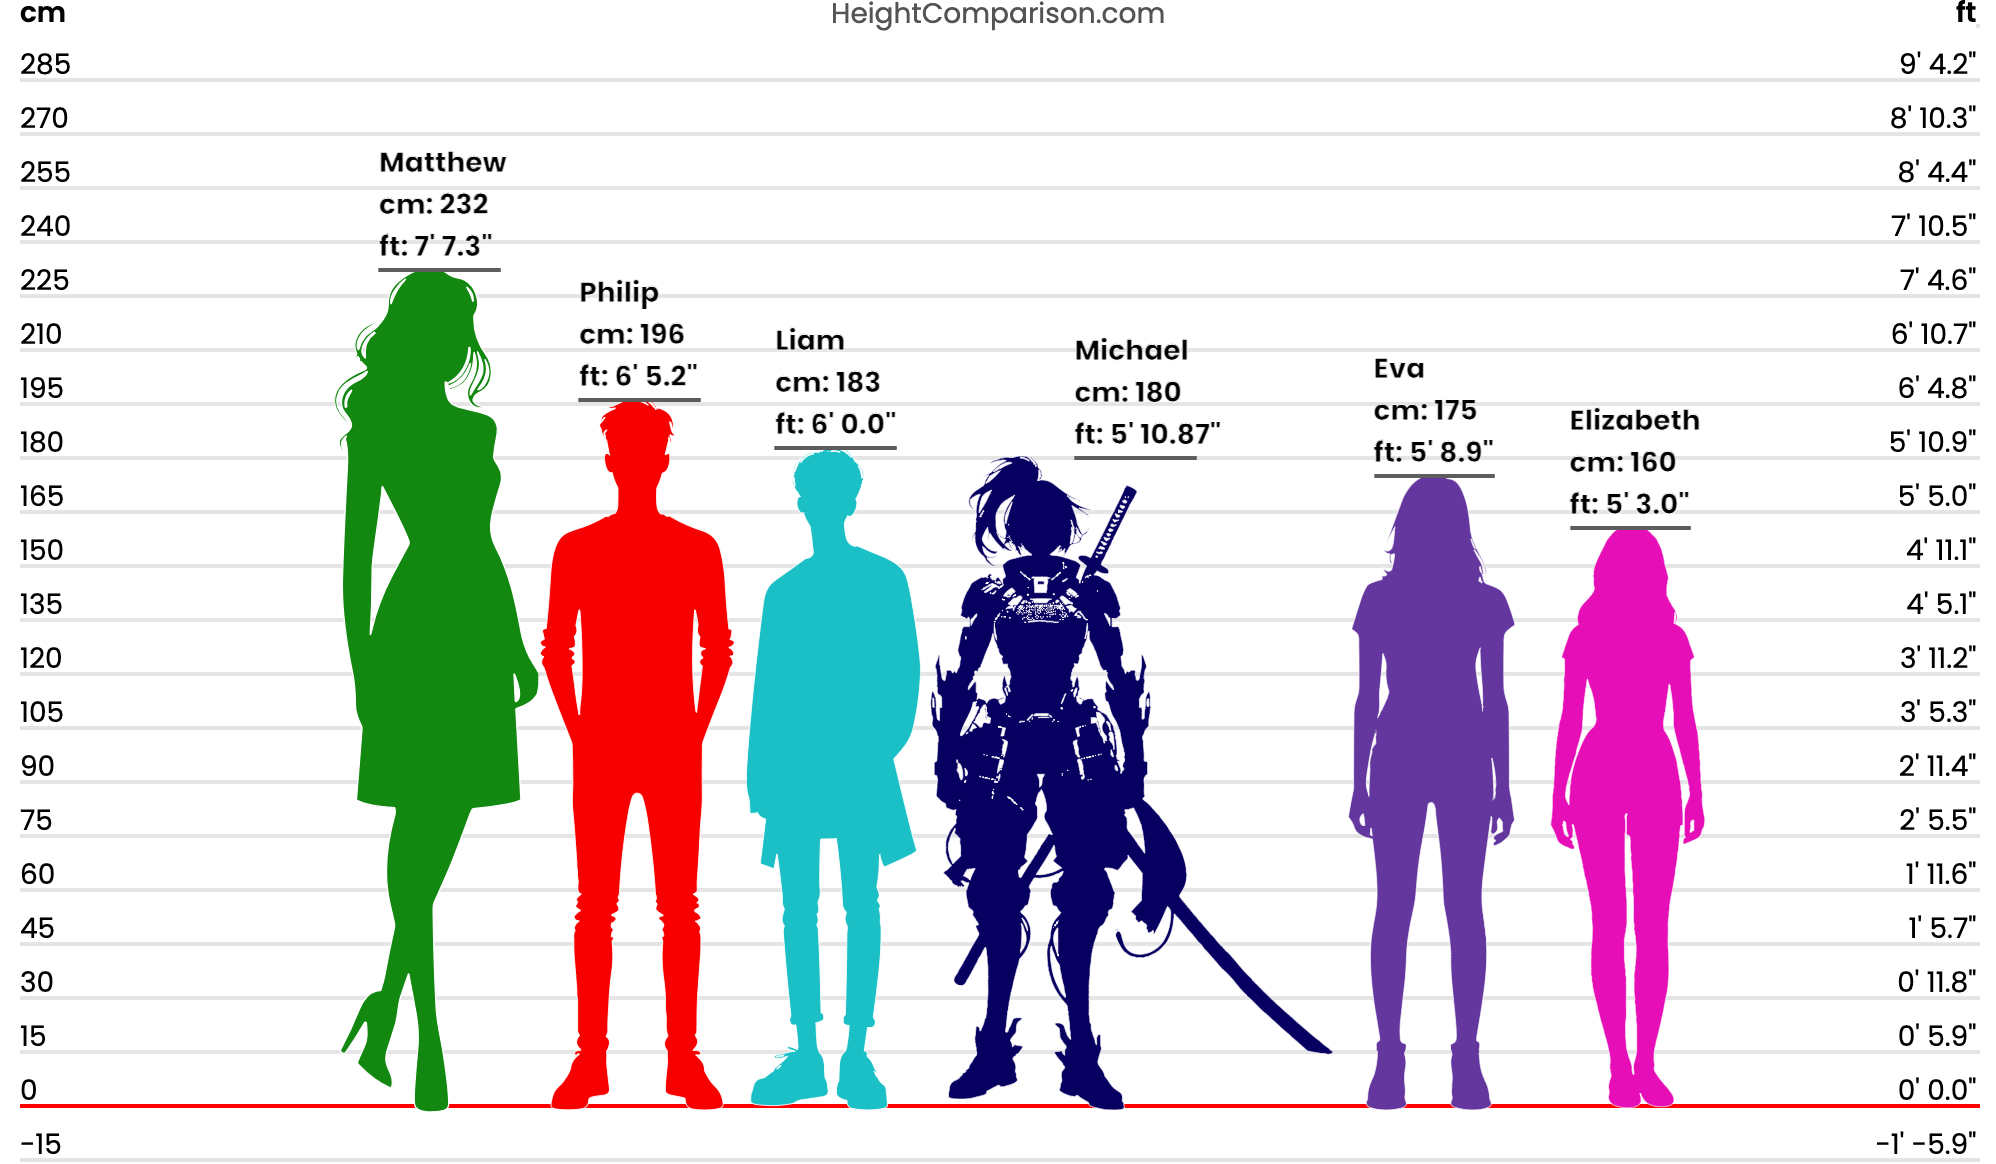 cm
HeightComparison.com
ft
285
9' 4.2"
270
8' 10.3"
255
8' 4.4"
240
7' 10.5"
225
7' 4.6"
210
6' 10.7"
195
6' 4.8"
180
5' 10.9"
165
5' 5.0"
150
4' 11.1"
135
4' 5.1"
120
3' 11.2"
105
3' 5.3"
90
2' 11.4"
75
2' 5.5"
60
1' 11.6"
45
1' 5.7"
30
0' 11.8"
15
0' 5.9"
0
0' 0.0"
-15
-1' -5.9"
Matthew
cm: 232
ft: 7' 7.3"
Philip
cm: 196
ft: 6' 5.2"
Liam
cm: 183
ft: 6' 0.0"
Michael
cm: 180
ft: 5' 10.87"
Eva
cm: 175
ft: 5' 8.9"
Elizabeth
cm: 160
ft: 5' 3.0"